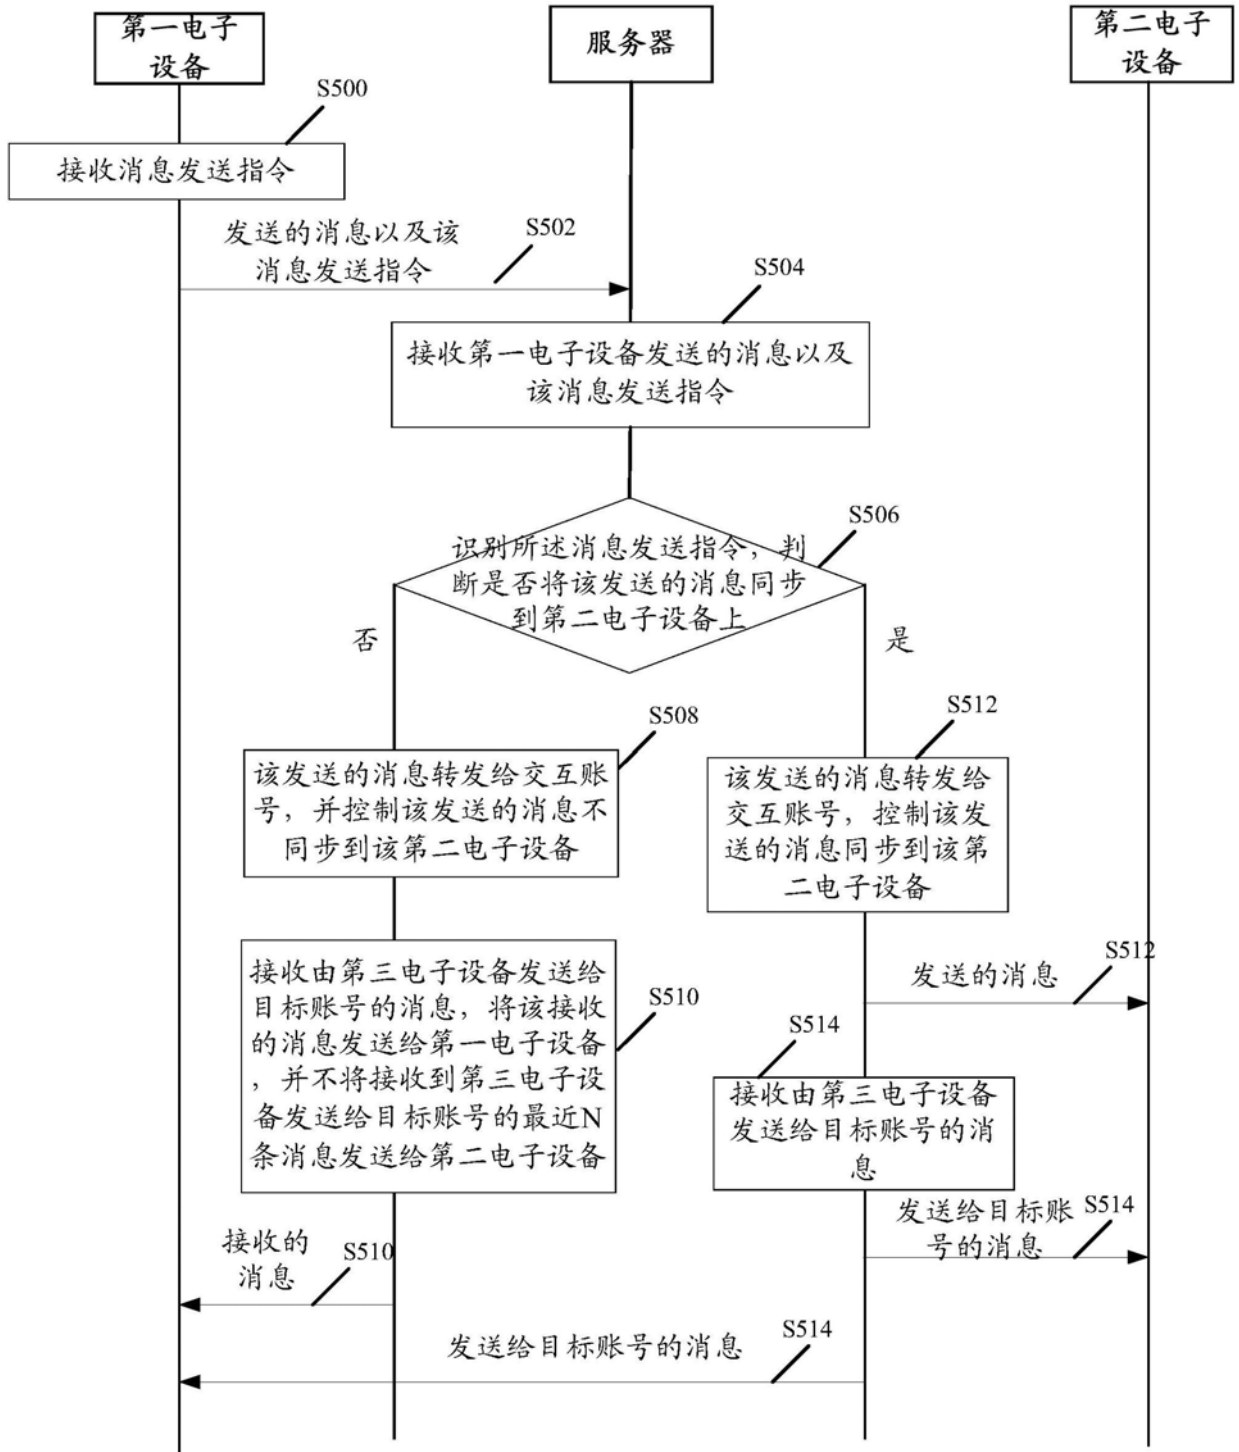 第一电子
设备
服务器
第二电子
设备
S500
接收消息发送指令
发送的消息以及该
消息发送指令
S502
S504
接收第一电子设备发送的消息以及
该消息发送指令
S506
识别所述消息发送指令，判
断是否将该发送的消息同步
到第二电子设备上
否
是
S508
该发送的消息转发给交互账
号，并控制该发送的消息不
同步到该第二电子设备
S512
该发送的消息转发给
交互账号，控制该发
送的消息同步到该第
二电子设备
接收由第三电子设备发送给
目标账号的消息，将该接收
的消息发送给第一电子设备
，并不将接收到第三电子设
备发送给目标账号的最近N
条消息发送给第二电子设备
S510
发送的消息
S512
S514
接收由第三电子设备
发送给目标账号的消
息
发送给目标账
号的消息
S514
接收的
消息
S510
发送给目标账号的消息
S514